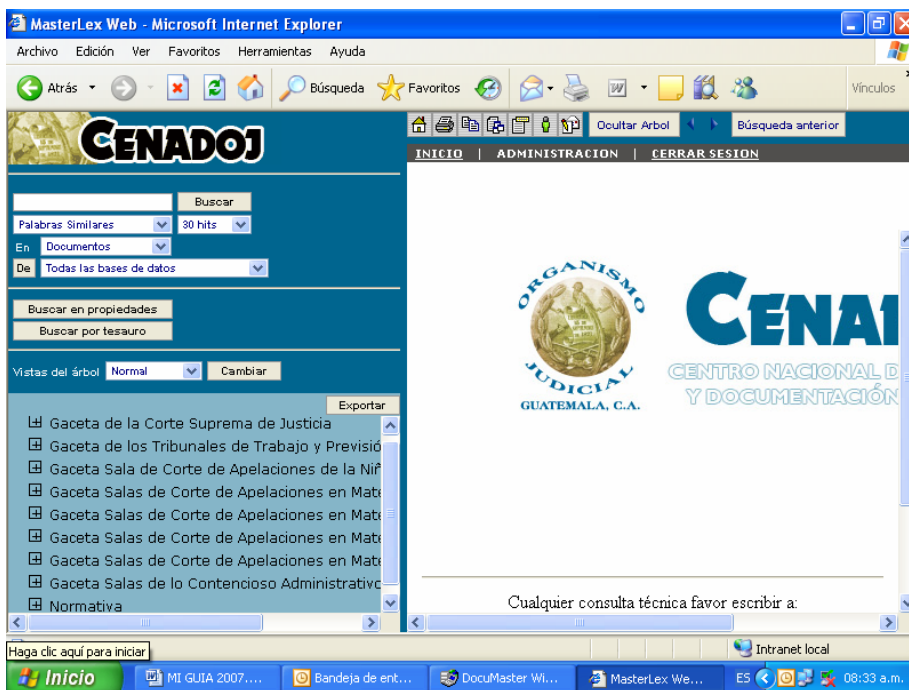 MasterLex Web - Microsoft Internet Explorer
Archivo Edición Ver Favoritos Herramientas Ayuda
Atrás Búsqueda Favoritos Vínculos
CENADOJ
Ocultar Arbol Búsqueda anterior
INICIO | ADMINISTRACION | CERRAR SESION
Buscar
Palabras Similares 30 hits
En Documentos
De Todas las bases de datos
Buscar en propiedades
Buscar por tesauro
Vistas del árbol Normal Cambiar
Exportar
Gaceta de la Corte Suprema de Justicia
Gaceta de los Tribunales de Trabajo y Previsió
Gaceta Sala de Corte de Apelaciones de la Niñ
Gaceta Salas de Corte de Apelaciones en Mate
Gaceta Salas de Corte de Apelaciones en Mate
Gaceta Salas de Corte de Apelaciones en Mate
Gaceta Salas de Corte de Apelaciones en Mate
Gaceta Salas de lo Contencioso Administrativo
Normativa
ORGANISMO
JUDICIAL
GUATEMALA, C.A.
CENA
CENTRO NACIONAL D
Y DOCUMENTACIÓN
Cualquier consulta técnica favor escribir a:
Haga clic aquí para iniciar
Intranet local
Inicio MI GUIA 2007.... Bandeja de ent... DocuMaster Wi... MasterLex We... ES 08:33 a.m.